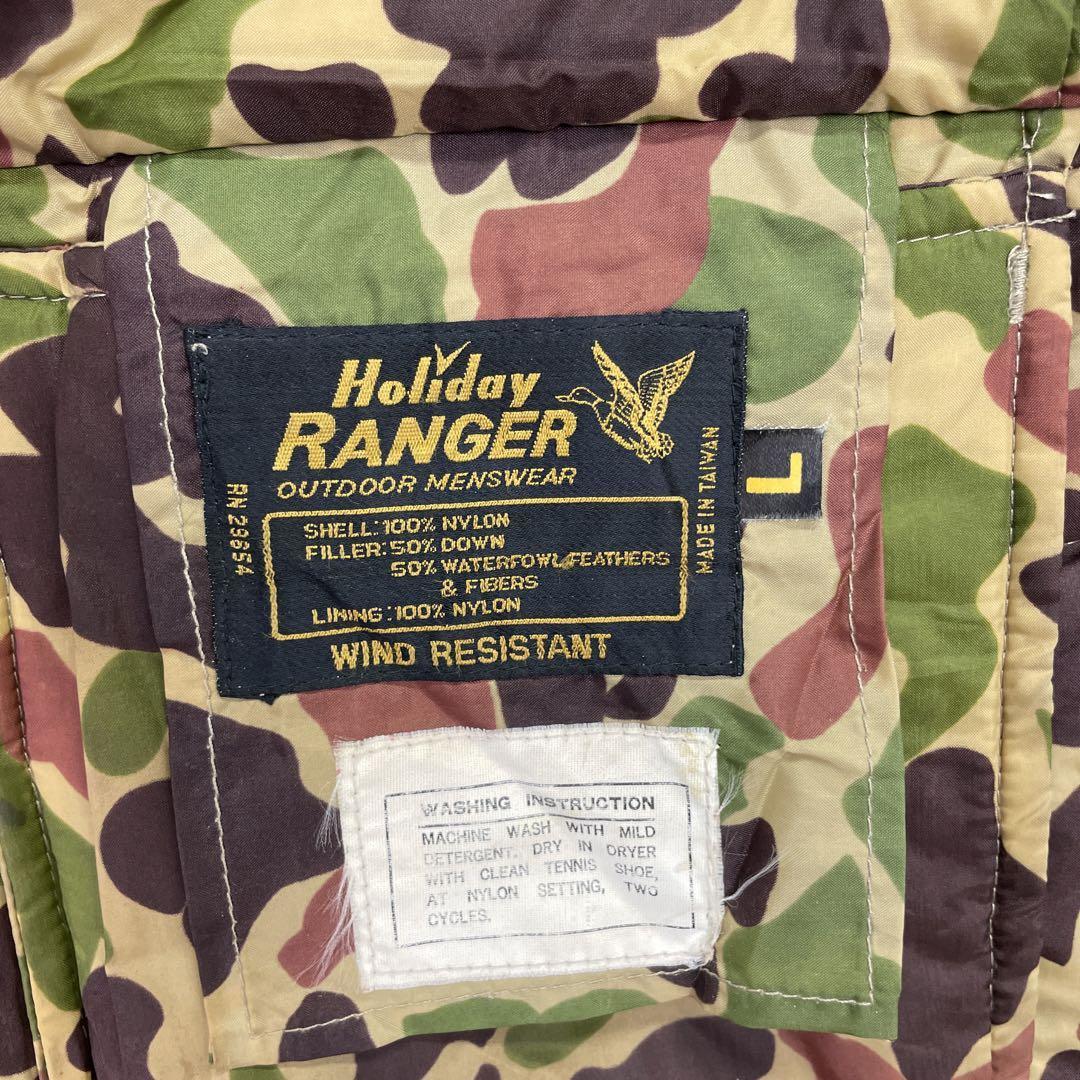 Holiday
RANGER
OUTDOOR MENSWEAR
SHELL: 100% NYLON
FILLER: 50% DOWN
50% WATERFOWL FEATHERS
& FIBERS
LINING: 100% NYLON
WIND RESISTANT
RN 29654
MADE IN TAIWAN
L
WASHING INSTRUCTION
MACHINE WASH WITH MILD
DETERGENT. DRY IN DRYER
WITH CLEAN TENNIS SHOE,
AT NYLON SETTING, TWO
CYCLES.